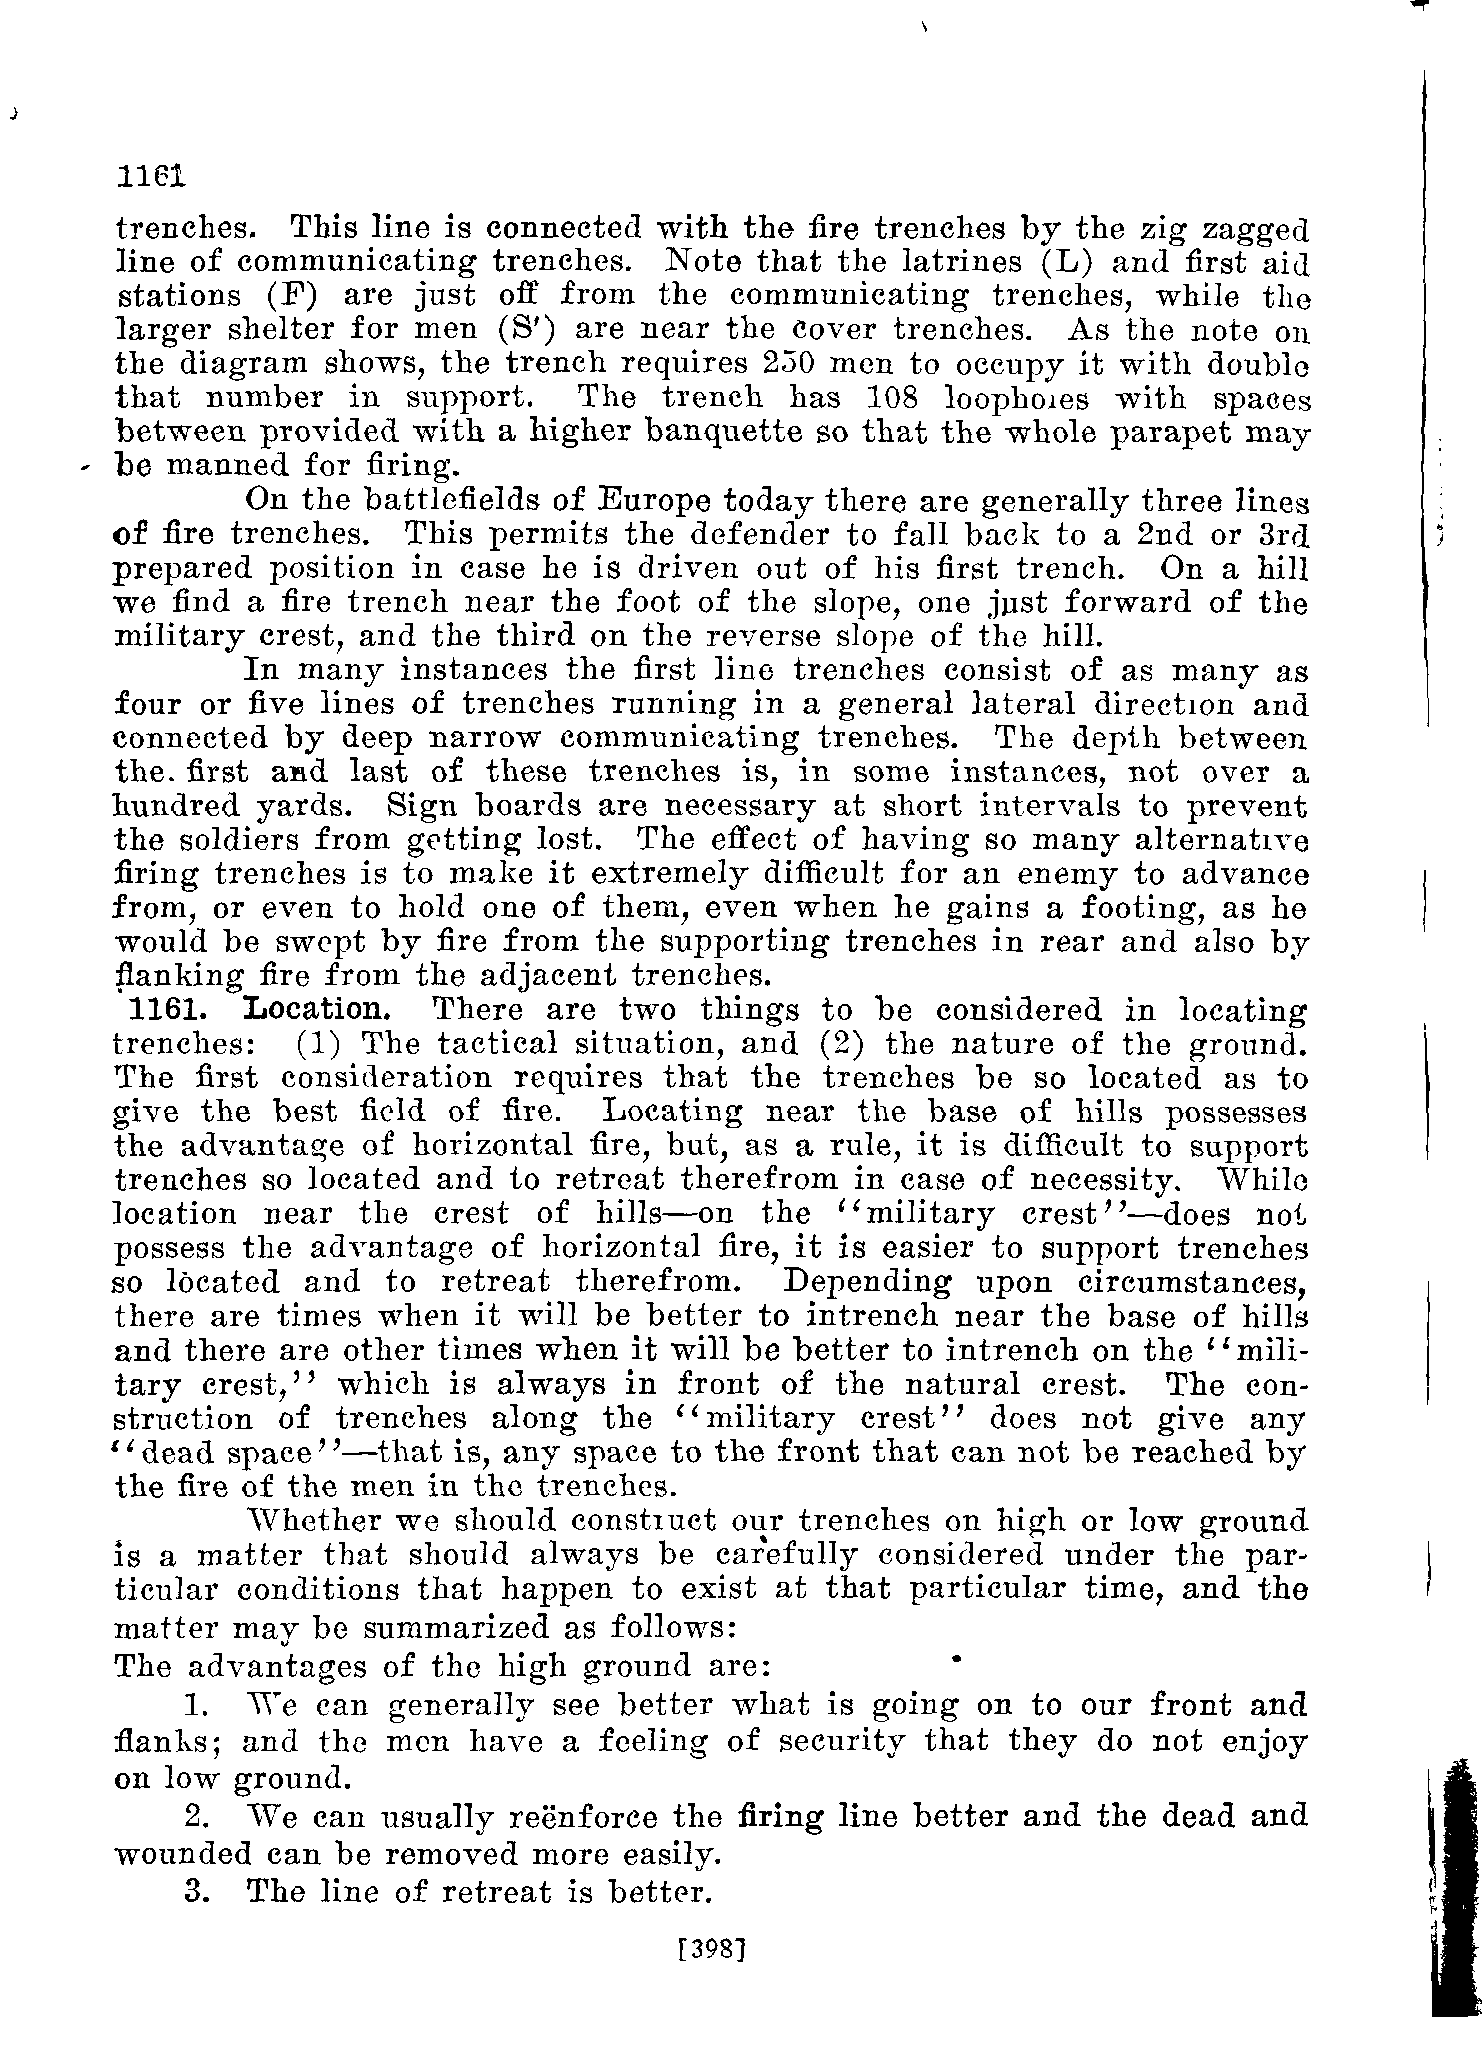 1161
trenches. This line is connected with the fire trenches by the zig zagged
line of communicating trenches. Note that the latrines (L) and first aid
stations (F) are just off from the communicating trenches, while the
larger shelter for men (S') are near the cover trenches. As the note on
the diagram shows, the trench requires 250 men to occupy it with double
that number in support. The trench has 108 loopholes with spaces
between provided with a higher banquette so that the whole parapet may
be manned for firing.
On the battlefields of Europe today there are generally three lines
of fire trenches. This permits the defender to fall back to a 2nd or 3rd
prepared position in case he is driven out of his first trench. On a hill
we find a fire trench near the foot of the slope, one just forward of the
military crest, and the third on the reverse slope of the hill.
In many instances the first line trenches consist of as many as
four or five lines of trenches running in a general lateral direction and
connected by deep narrow communicating trenches. The depth between
the. first and last of these trenches is, in some instances, not over a
hundred yards. Sign boards are necessary at short intervals to prevent
the soldiers from getting lost. The effect of having so many alternative
firing trenches is to make it extremely difficult for an enemy to advance
from, or even to hold one of them, even when he gains a footing, as he
would be swept by fire from the supporting trenches in rear and also by
flanking fire from the adjacent trenches.
1161. Location. There are two things to be considered in locating
trenches: (1) The tactical situation, and (2) the nature of the ground.
The first consideration requires that the trenches be so located as to
give the best field of fire. Locating near the base of hills possesses
the advantage of horizontal fire, but, as a rule, it is difficult to support
trenches so located and to retreat therefrom in case of necessity. While
location near the crest of hills—on the "military crest"—does not
possess the advantage of horizontal fire, it is easier to support trenches
so located and to retreat therefrom. Depending upon circumstances,
there are times when it will be better to intrench near the base of hills
and there are other times when it will be better to intrench on the "mili-
tary crest," which is always in front of the natural crest. The con-
struction of trenches along the "military crest" does not give any
"dead space"—that is, any space to the front that can not be reached by
the fire of the men in the trenches.
Whether we should construct our trenches on high or low ground
is a matter that should always be carefully considered under the par-
ticular conditions that happen to exist at that particular time, and the
matter may be summarized as follows:
The advantages of the high ground are:
1. We can generally see better what is going on to our front and
flanks; and the men have a feeling of security that they do not enjoy
on low ground.
2. We can usually reënforce the firing line better and the dead and
wounded can be removed more easily.
3. The line of retreat is better.
[398]